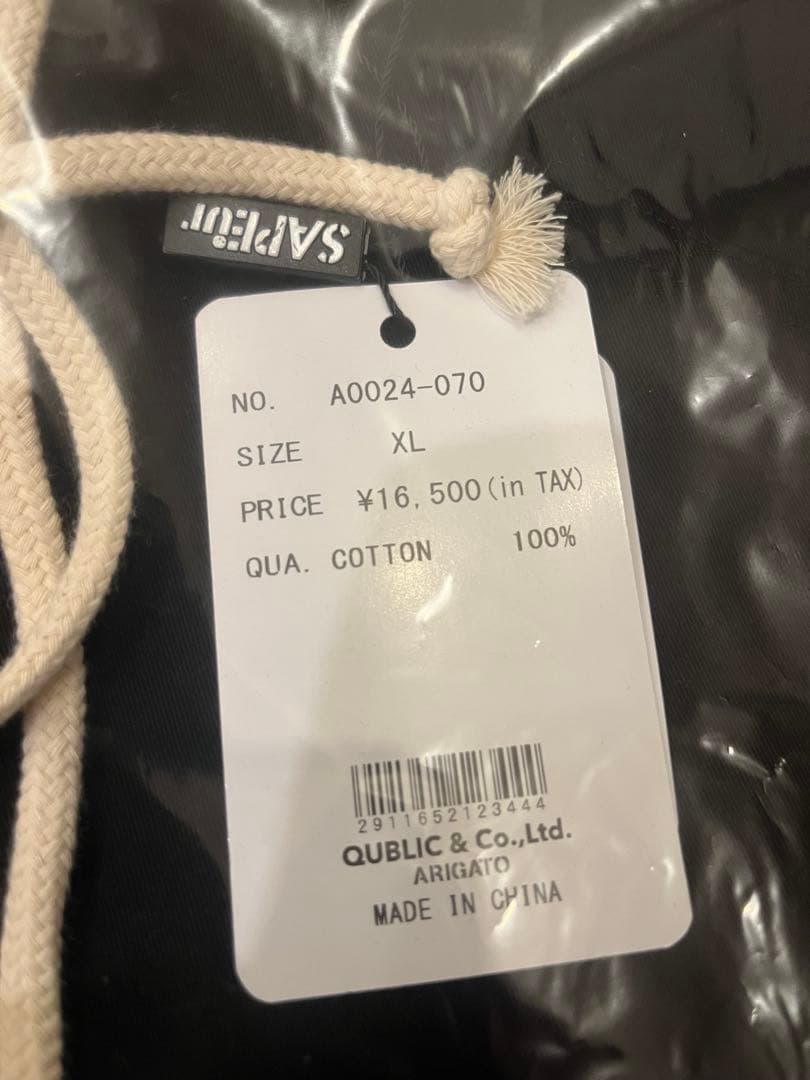 SAPEur
NO. A0024-070
SIZE XL
PRICE ¥16,500(in TAX)
QUA. COTTON 100%
2911652123444
QUBLIC & Co.,Ltd.
ARIGATO
MADE IN CHINA